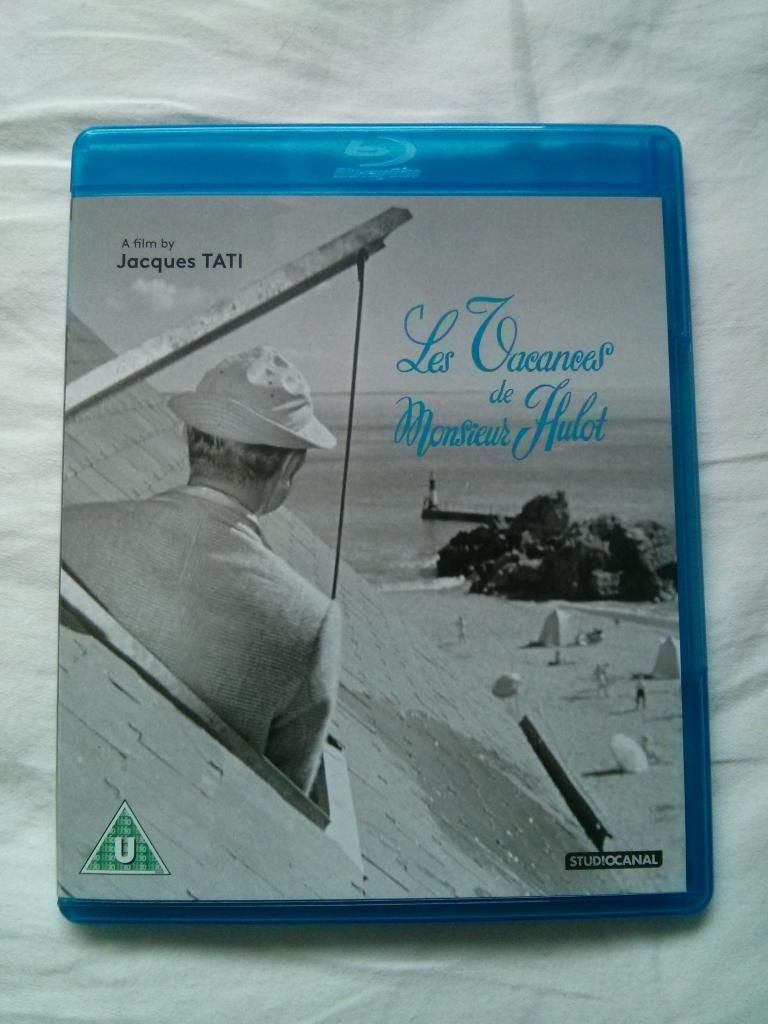 Blu-ray Disc
A film by
Jacques TATI
Les Vacances
de
Monsieur Hulot
U
STUDIOCANAL